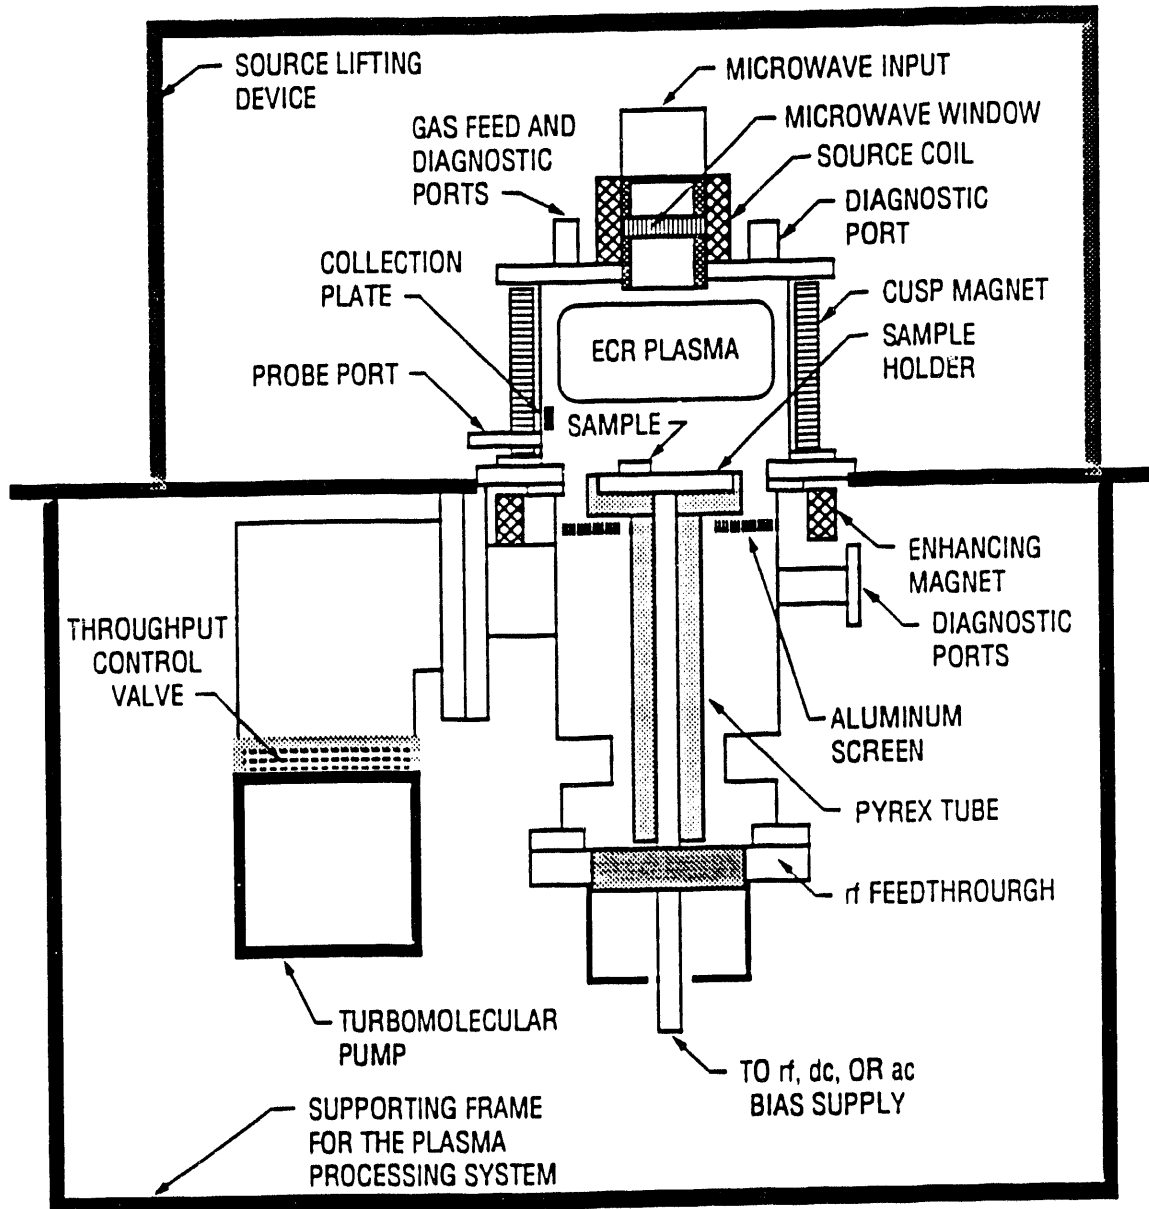 SOURCE LIFTING
DEVICE
MICROWAVE INPUT
MICROWAVE WINDOW
GAS FEED AND
DIAGNOSTIC
PORTS
SOURCE COIL
DIAGNOSTIC
PORT
COLLECTION
PLATE
CUSP MAGNET
ECR PLASMA
SAMPLE
HOLDER
PROBE PORT
SAMPLE
ENHANCING
MAGNET
THROUGHPUT
CONTROL
VALVE
DIAGNOSTIC
PORTS
ALUMINUM
SCREEN
PYREX TUBE
rf FEEDTHROURGH
TURBOMOLECULAR
PUMP
TO rf, dc, OR ac
BIAS SUPPLY
SUPPORTING FRAME
FOR THE PLASMA
PROCESSING SYSTEM